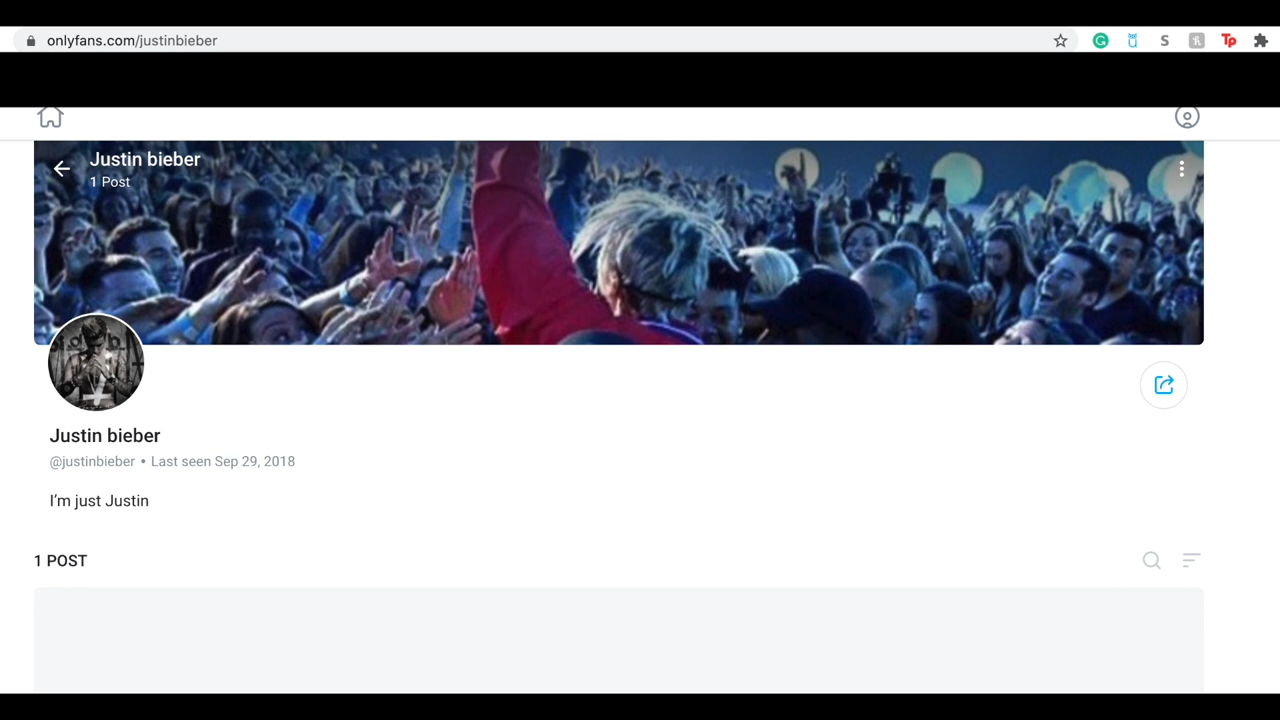 onlyfans.com/justinbieber
S
Tp
Justin bieber
1 Post
Justin bieber
@justinbieber • Last seen Sep 29, 2018
I'm just Justin
1 POST